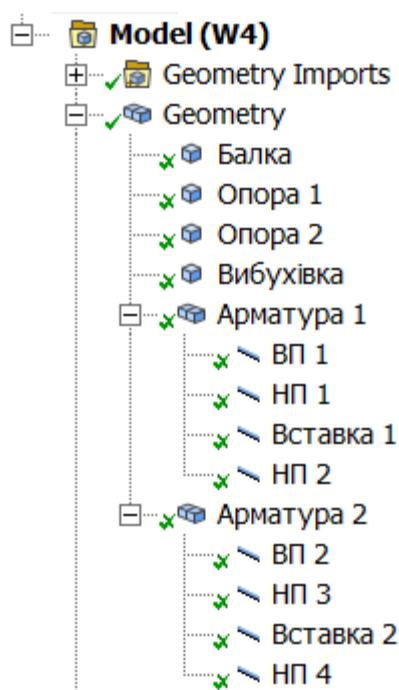 Model (W4)
Geometry Imports
Geometry
Балка
Опора 1
Опора 2
Вибухівка
Арматура 1
ВП 1
НП 1
Вставка 1
НП 2
Арматура 2
ВП 2
НП 3
Вставка 2
НП 4